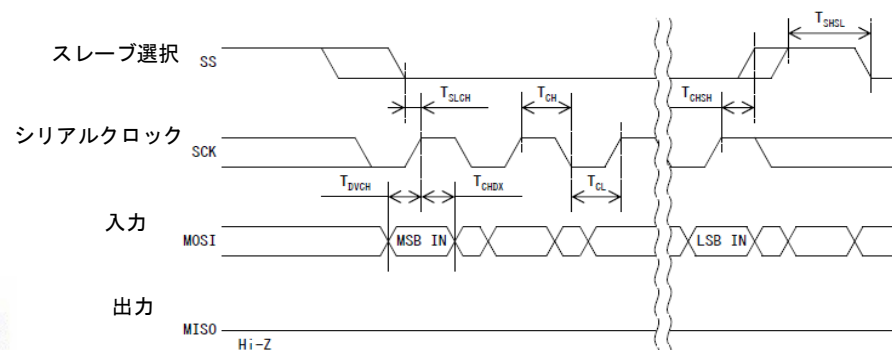 T_SHSL
スレーブ選択 SS
T_SLCH T_CH T_CHSH
シリアルクロック SCK
T_DVCH T_CHDX T_CL
入力
MOSI MSB IN LSB IN
出力
MISO
Hi-Z